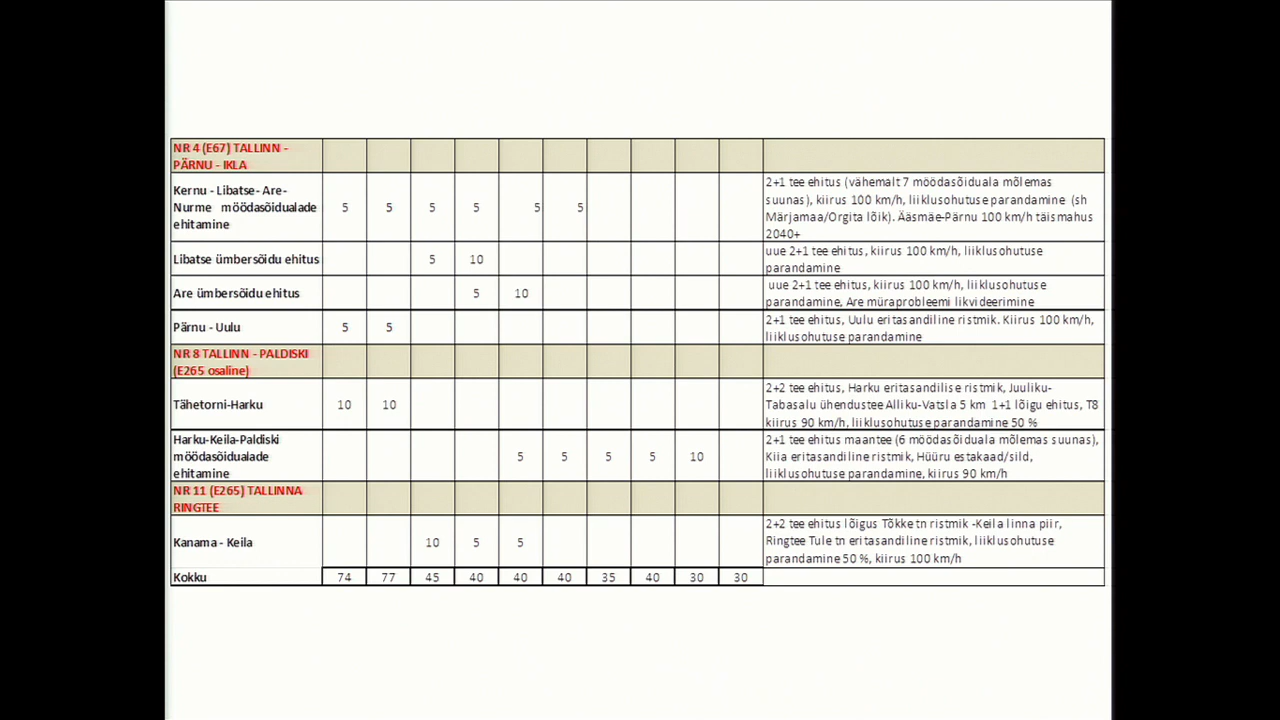 NR 4 (E67) TALLINN -
PÄRNU - IKLA
Kernu - Libatse- Are-
Nurme möödasõidualade
ehitamine
5 5 5 5 5 5
2+1 tee ehitus (vähemalt 7 möödasõiduala mõlemas
suunas), kiirus 100 km/h, liiklusohutuse parandamine (sh
Märjamaa/Orgita lõik). Ääsmäe-Pärnu 100 km/h täismahus
2040+
Libatse ümbersõidu ehitus
5 10
uue 2+1 tee ehitus, kiirus 100 km/h, liiklusohutuse
parandamine
Are ümbersõidu ehitus
5 10
uue 2+1 tee ehitus, kiirus 100 km/h, liiklusohutuse
parandamine, Are müraprobleemi likvideerimine
Pärnu - Uulu
5 5
2+1 tee ehitus, Uulu eritasandiline ristmik. Kiirus 100 km/h,
liiklusohutuse parandamine
NR 8 TALLINN - PALDISKI
(E265 osaline)
Tähetorni-Harku
10 10
2+2 tee ehitus, Harku eritasandilise ristmik, Juuliku-
Tabasalu ühendustee Alliku-Vatsla 5 km 1+1 lõigu ehitus, T8
kiirus 90 km/h, liiklusohutuse parandamine 50 %
Harku-Keila-Paldiski
möödasõidualade
ehitamine
5 5 5 5 10
2+1 tee ehitus maantee (6 möödasõiduala mõlemas suunas),
Kiia eritasandiline ristmik, Hüüru estakaad/sild,
liiklusohutuse parandamine, kiirus 90 km/h
NR 11 (E265) TALLINNA
RINGTEE
Kanama - Keila
10 5 5
2+2 tee ehitus lõigus Tõkke tn ristmik -Keila linna piir,
Ringtee Tule tn eritasandiline ristmik, liiklusohutuse
parandamine 50 %, kiirus 100 km/h
Kokku 74 77 45 40 40 40 35 40 30 30